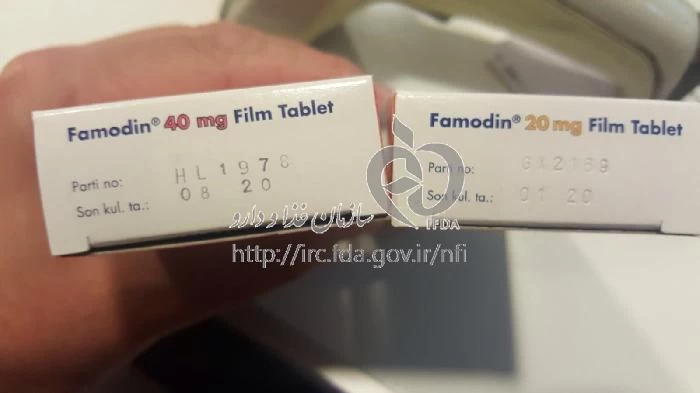 Famodin® 40 mg Film Tablet
Parti no: HL1978
Son kul. ta.: 08 20
Famodin® 20 mg Film Tablet
Parti no: GX2169
Son kul. ta.: 01 20
IFDA
سازمان غذا و دارو
http://irc.fda.gov.ir/nfi